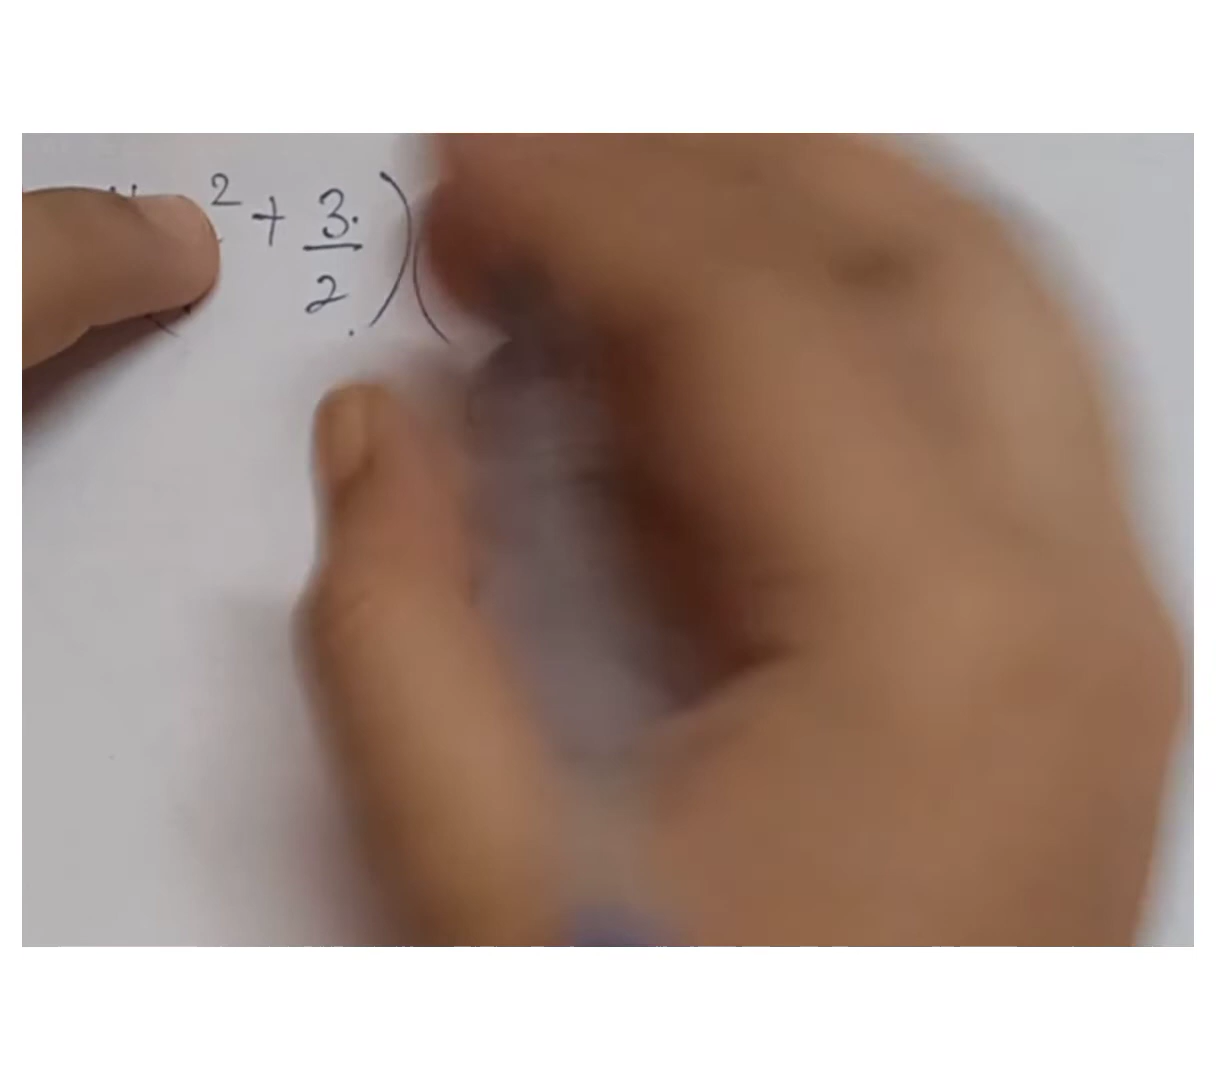 ² + 3/2 ) (